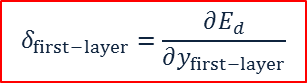 δ_first−layer = ∂E_d / ∂y_first−layer